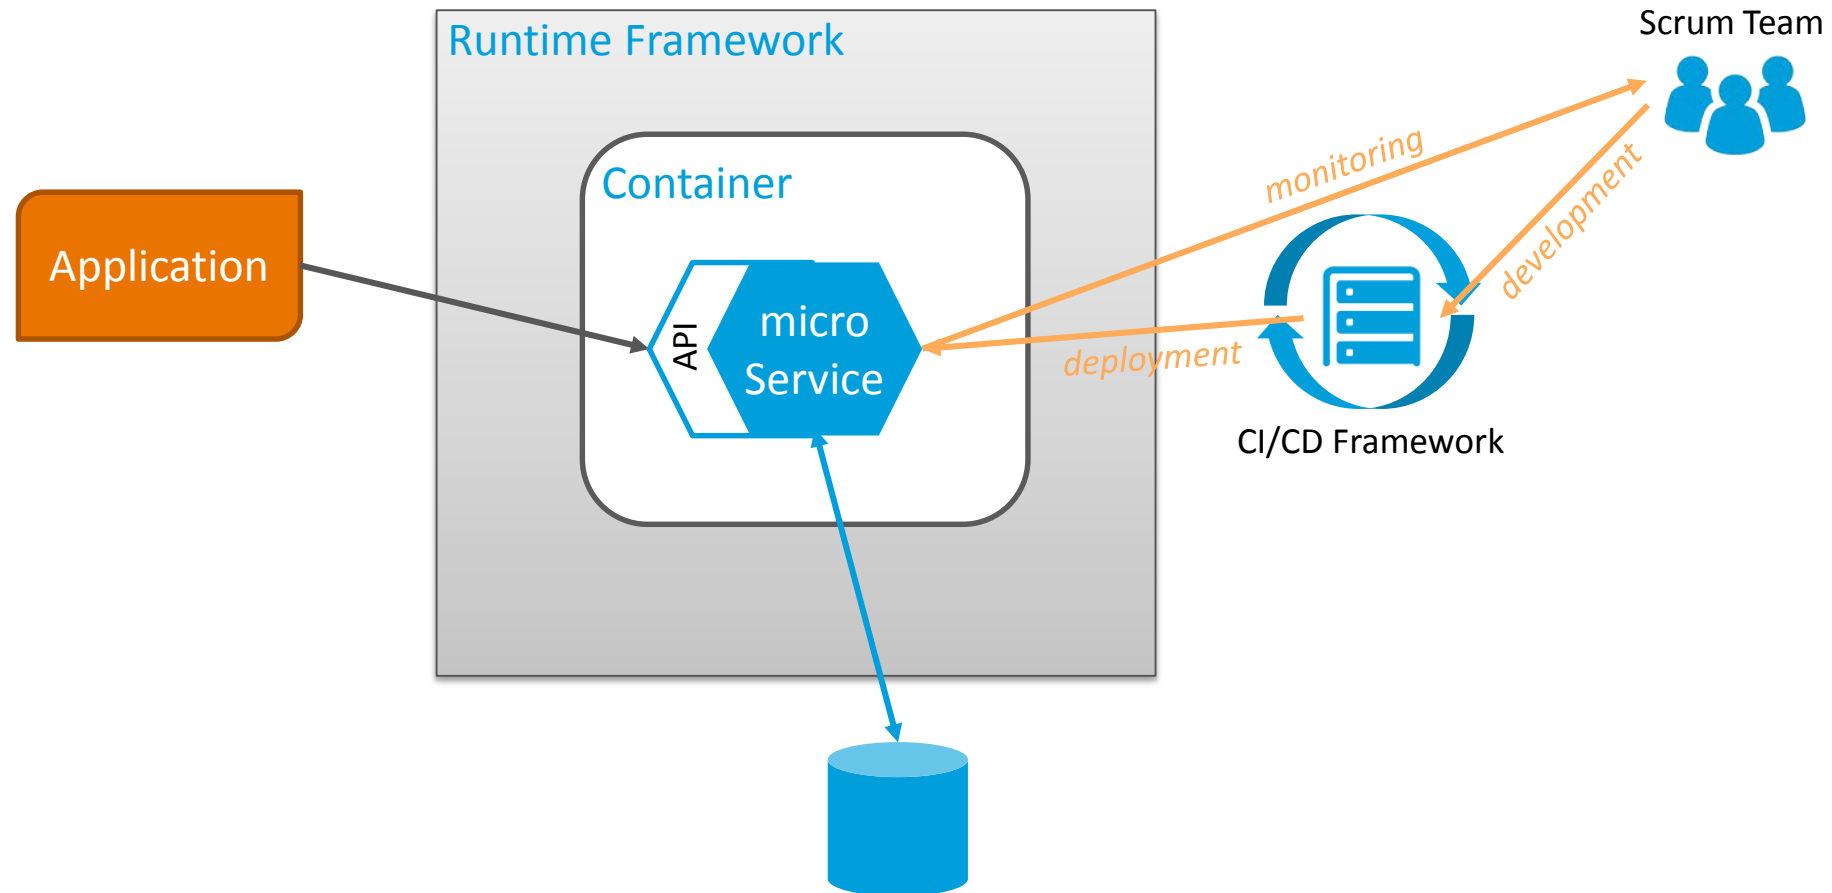 Scrum Team
Runtime Framework
Container
Application
API
micro
Service
monitoring
development
deployment
CI/CD Framework